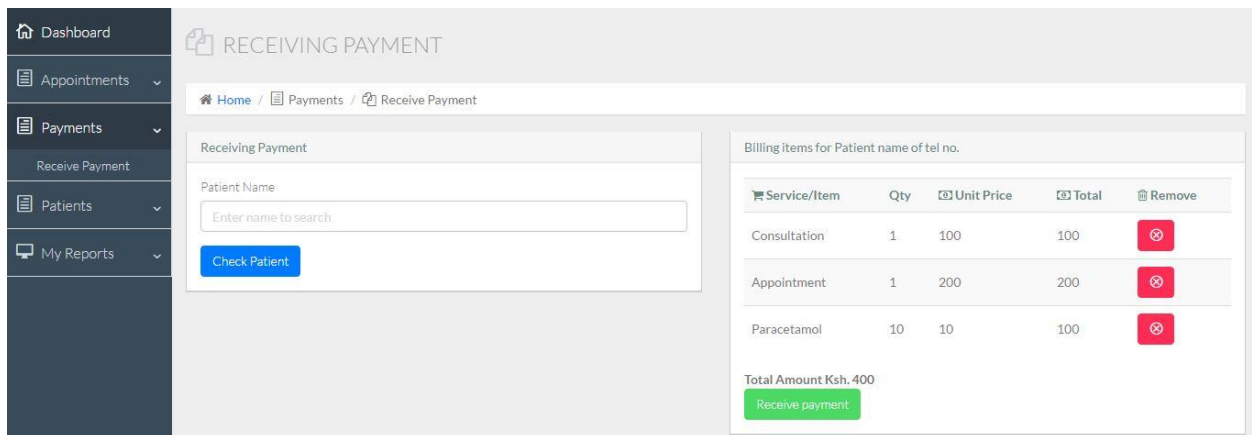 Dashboard
Appointments
Payments
Receive Payment
Patients
My Reports
RECEIVING PAYMENT
Home / Payments / Receive Payment
Receiving Payment
Patient Name
Enter name to search
Check Patient
Billing items for Patient name of tel no.
Service/Item Qty Unit Price Total Remove
Consultation 1 100 100
Appointment 1 200 200
Paracetamol 10 10 100
Total Amount Ksh. 400
Receive payment